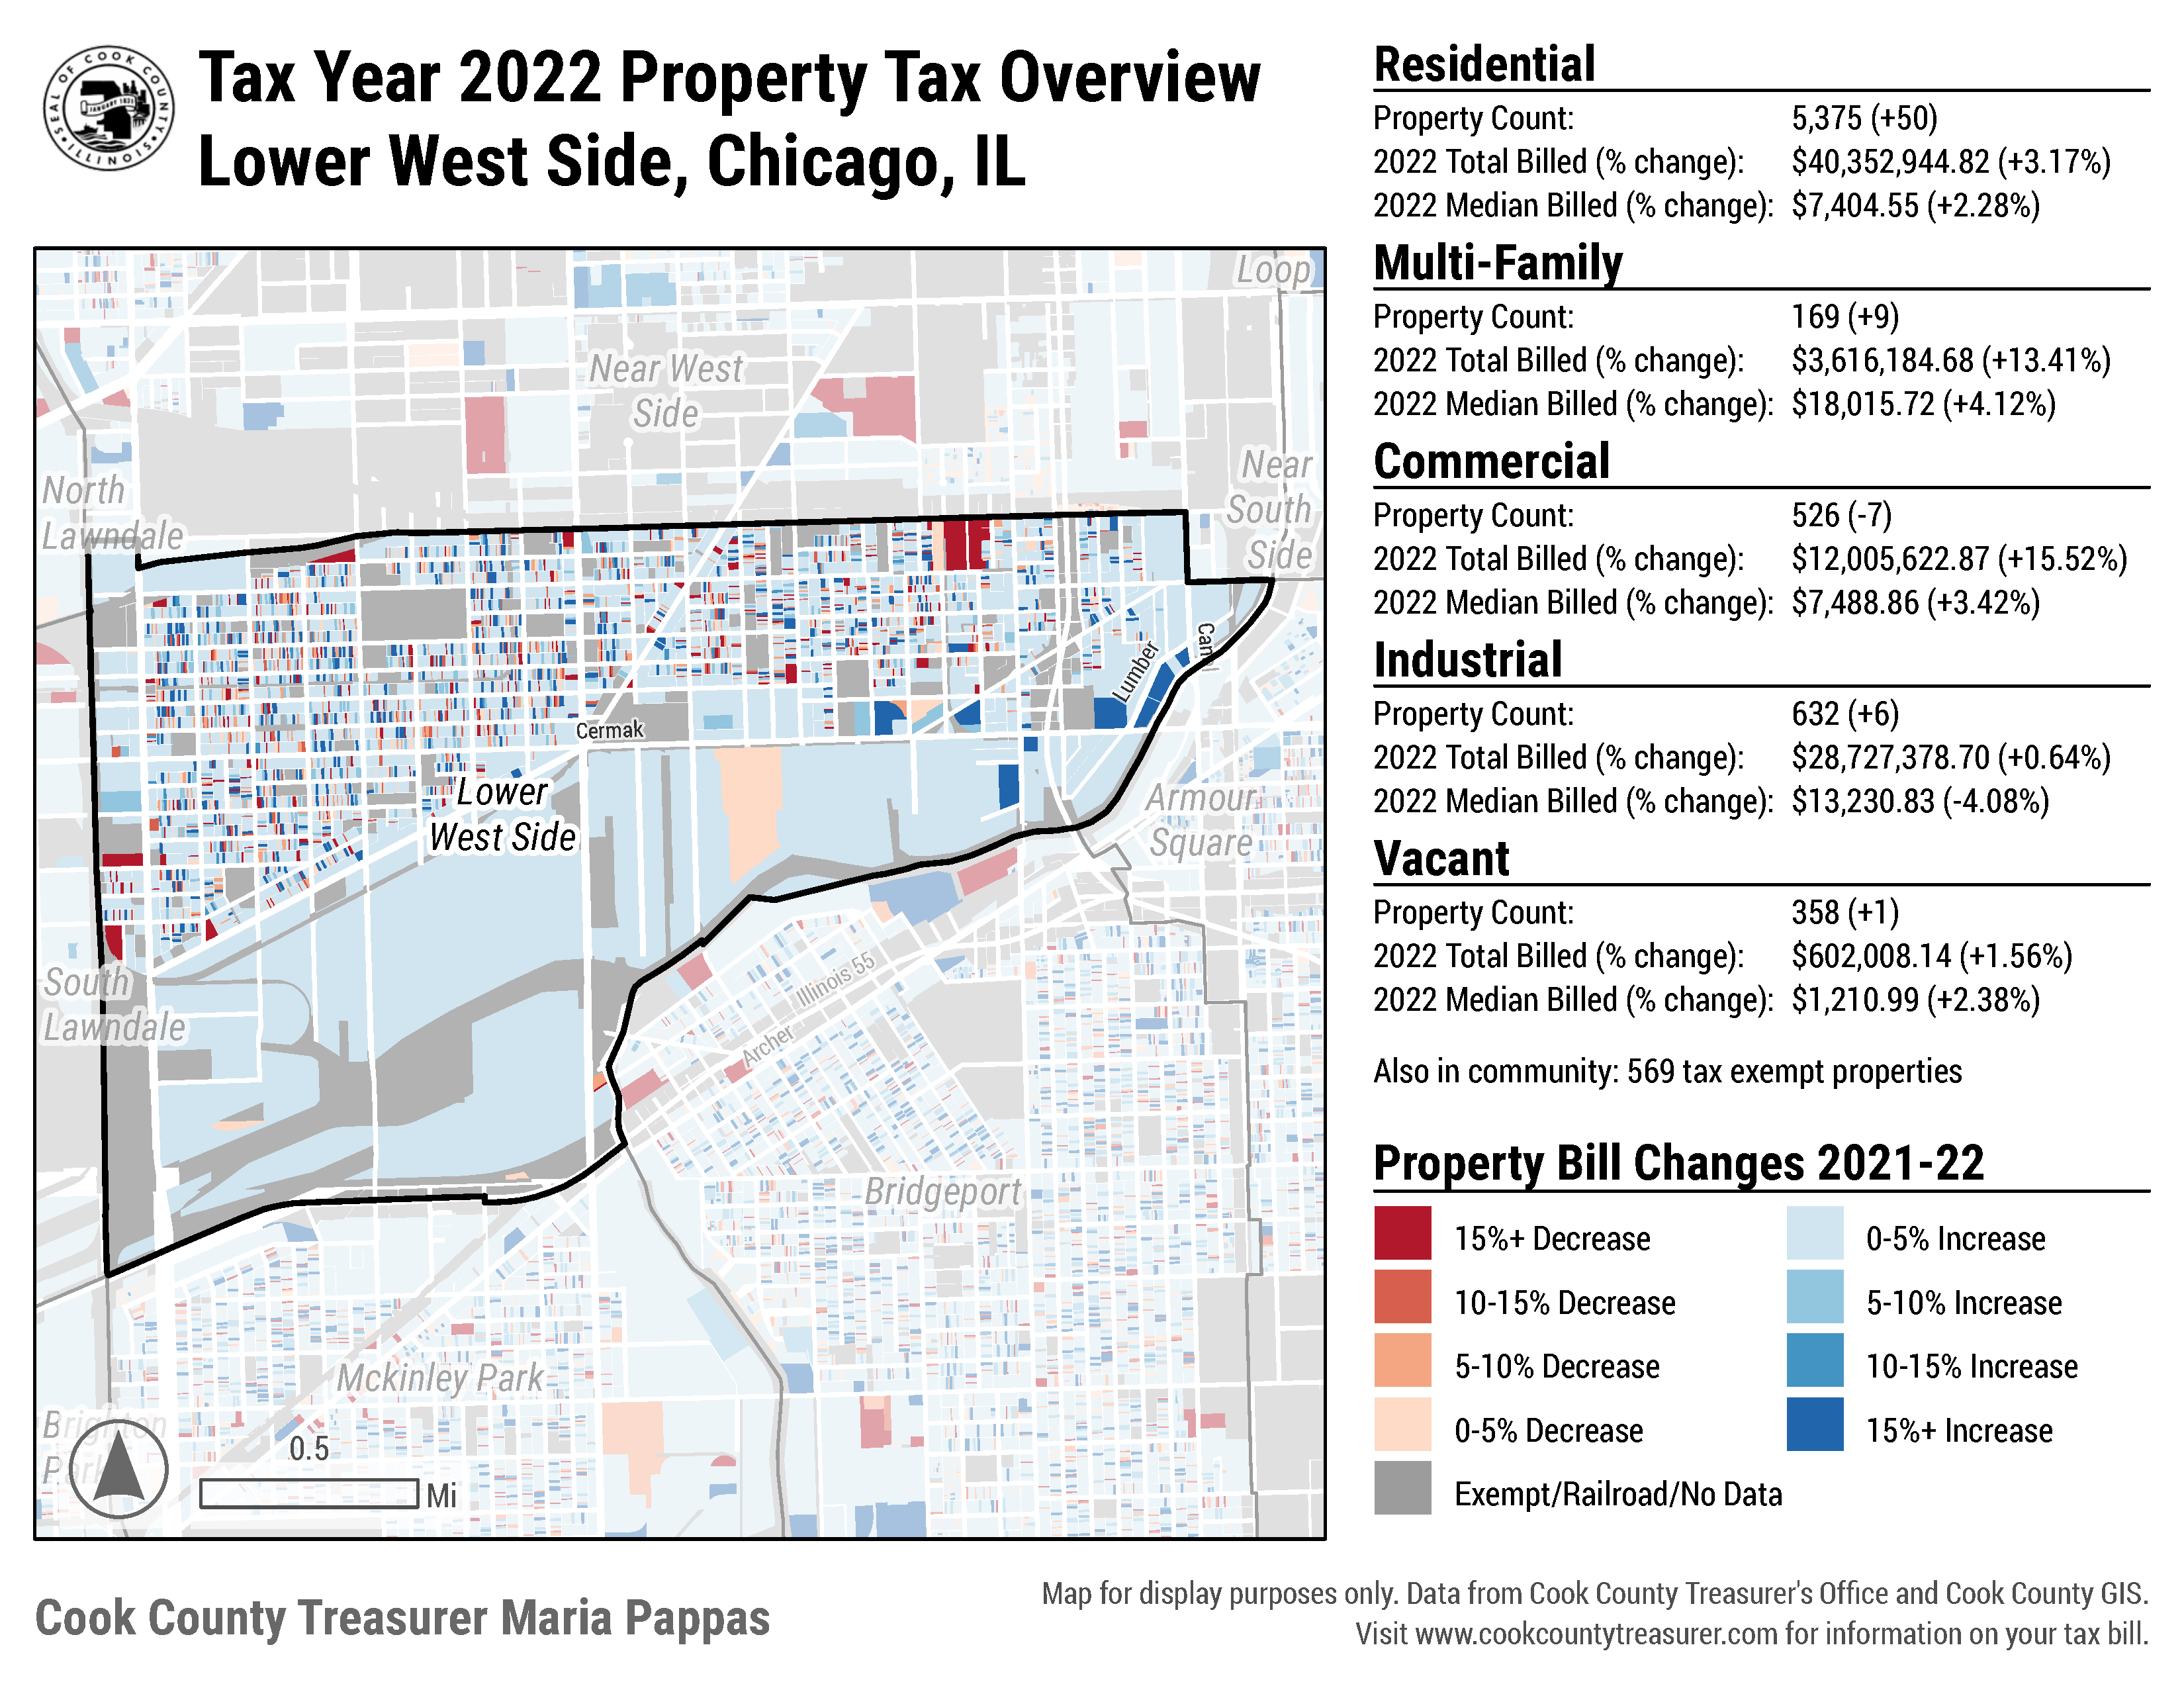 SEAL OF COOK COUNTY
JANUARY 1831
ILLINOIS
Tax Year 2022 Property Tax Overview
Lower West Side, Chicago, IL
Loop
Near West
Side
North
Lawndale
Near
South
Side
Canal
Lumber
Cermak
Lower
West Side
Armour
Square
South
Lawndale
Illinois 55
Archer
Bridgeport
Mckinley Park
Brighton
Park
0.5
Mi
Residential
Property Count: 5,375 (+50)
2022 Total Billed (% change): $40,352,944.82 (+3.17%)
2022 Median Billed (% change): $7,404.55 (+2.28%)
Multi-Family
Property Count: 169 (+9)
2022 Total Billed (% change): $3,616,184.68 (+13.41%)
2022 Median Billed (% change): $18,015.72 (+4.12%)
Commercial
Property Count: 526 (-7)
2022 Total Billed (% change): $12,005,622.87 (+15.52%)
2022 Median Billed (% change): $7,488.86 (+3.42%)
Industrial
Property Count: 632 (+6)
2022 Total Billed (% change): $28,727,378.70 (+0.64%)
2022 Median Billed (% change): $13,230.83 (-4.08%)
Vacant
Property Count: 358 (+1)
2022 Total Billed (% change): $602,008.14 (+1.56%)
2022 Median Billed (% change): $1,210.99 (+2.38%)
Also in community: 569 tax exempt properties
Property Bill Changes 2021-22
15%+ Decrease 0-5% Increase
10-15% Decrease 5-10% Increase
5-10% Decrease 10-15% Increase
0-5% Decrease 15%+ Increase
Exempt/Railroad/No Data
Cook County Treasurer Maria Pappas
Map for display purposes only. Data from Cook County Treasurer's Office and Cook County GIS.
Visit www.cookcountytreasurer.com for information on your tax bill.